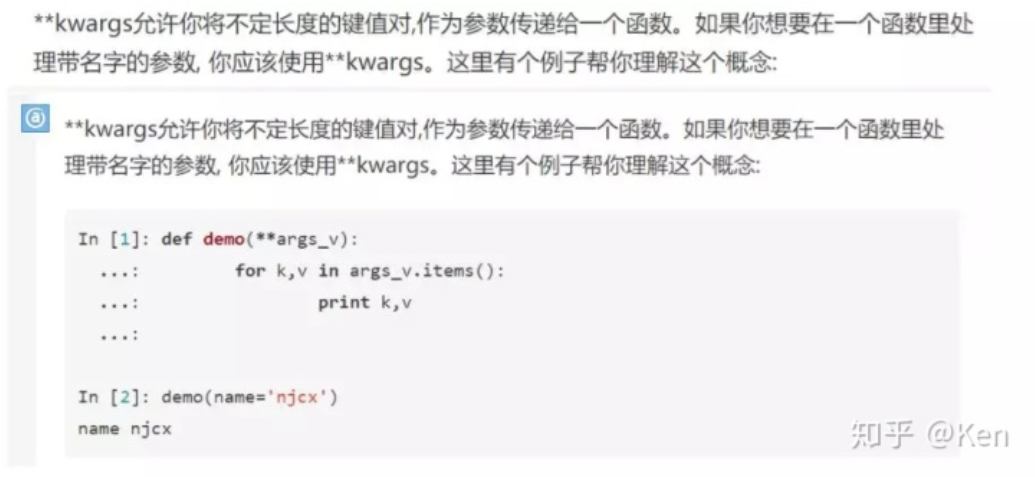 **kwargs允许你将不定长度的键值对,作为参数传递给一个函数。如果你想要在一个函数里处
理带名字的参数, 你应该使用**kwargs。这里有个例子帮你理解这个概念:
@
**kwargs允许你将不定长度的键值对,作为参数传递给一个函数。如果你想要在一个函数里处
理带名字的参数, 你应该使用**kwargs。这里有个例子帮你理解这个概念:
In [1]: def demo(**args_v):
...: for k,v in args_v.items():
...: print k,v
...:
In [2]: demo(name='njcx')
name njcx
知乎 @Ken